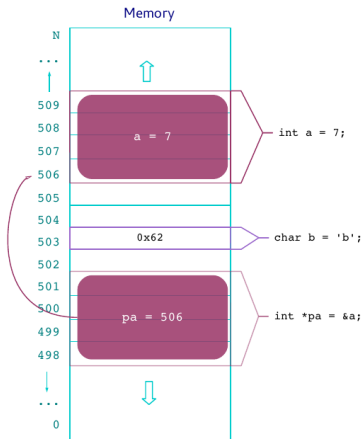 Memory
N
...
509
508
507
506
505
504
503
502
501
500
499
498
...
0
a = 7
0x62
pa = 506
int a = 7;
char b = 'b';
int *pa = &a;